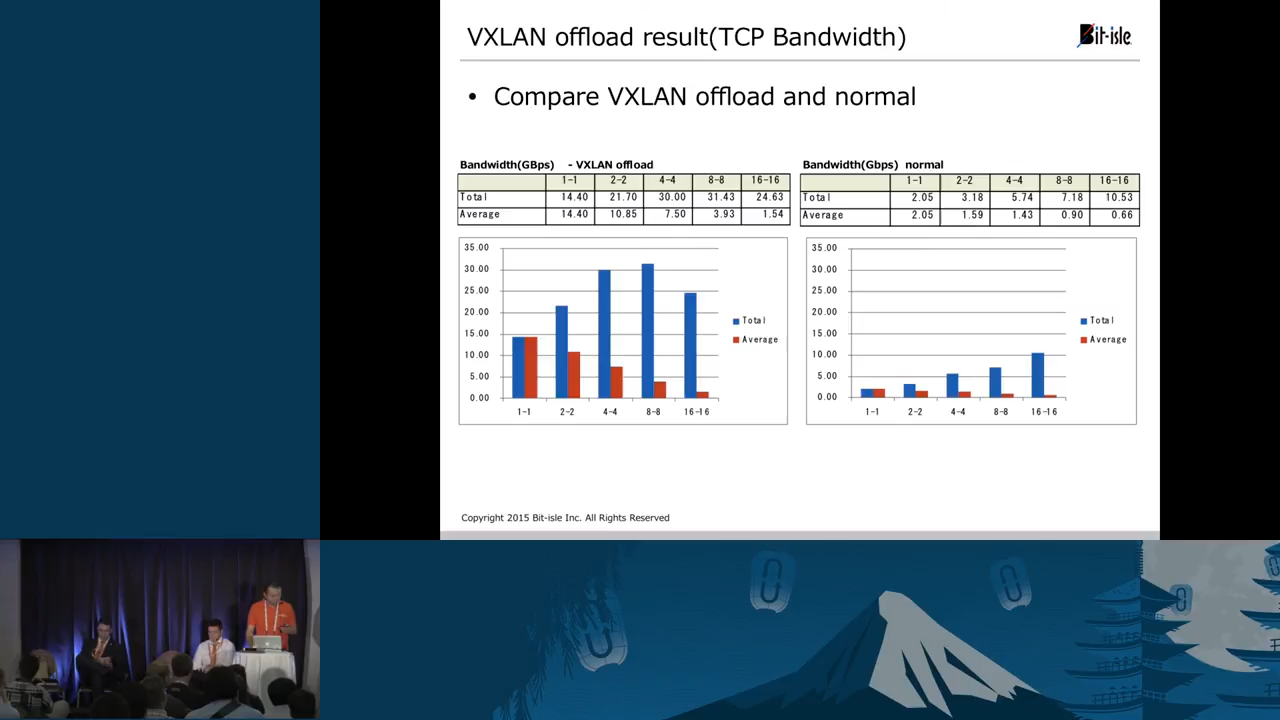 VXLAN offload result(TCP Bandwidth)
Bit-isle
• Compare VXLAN offload and normal
Bandwidth(GBps) - VXLAN offload
1-1 2-2 4-4 8-8 16-16
Total 14.40 21.70 30.00 31.43 24.63
Average 14.40 10.85 7.50 3.93 1.54
Bandwidth(Gbps) normal
1-1 2-2 4-4 8-8 16-16
Total 2.05 3.18 5.74 7.18 10.53
Average 2.05 1.59 1.43 0.90 0.66
35.00
30.00
25.00
20.00
15.00
10.00
5.00
0.00
1-1 2-2 4-4 8-8 16-16
Total
Average
35.00
30.00
25.00
20.00
15.00
10.00
5.00
0.00
1-1 2-2 4-4 8-8 16-16
Total
Average
Copyright 2015 Bit-isle Inc. All Rights Reserved